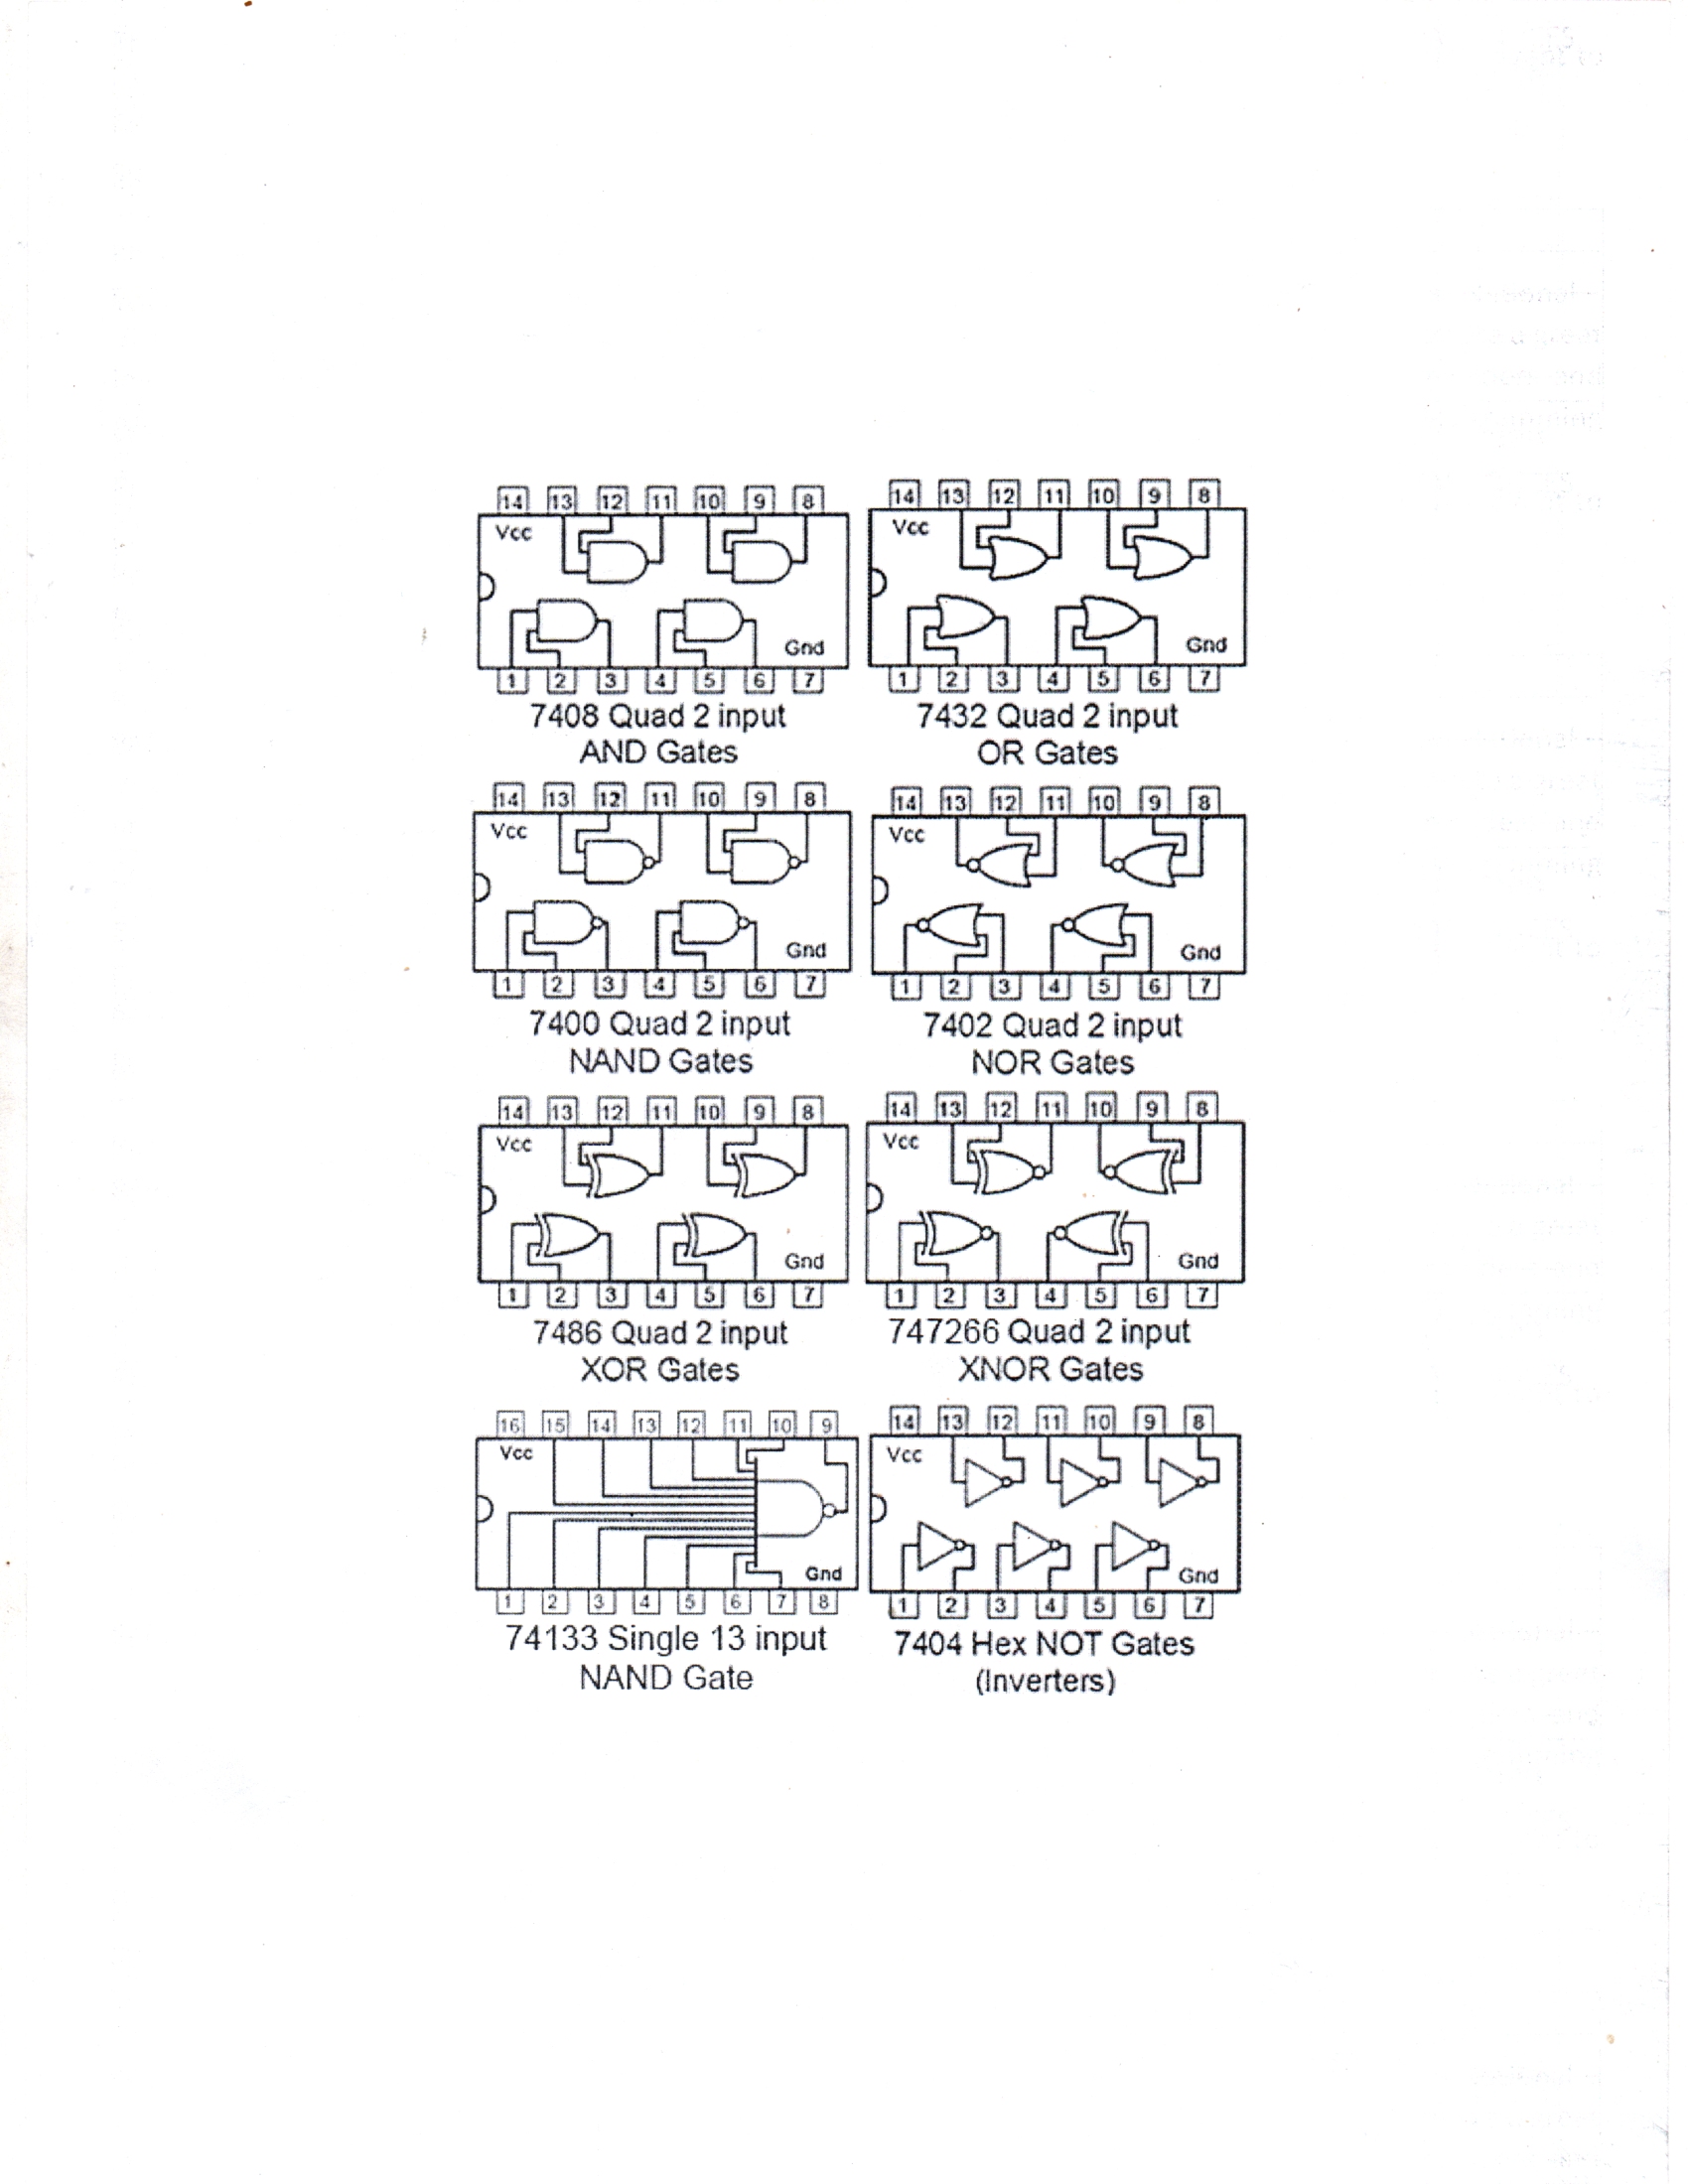 14 13 12 11 10 9 8
Vcc
Gnd
1 2 3 4 5 6 7
7408 Quad 2 input
AND Gates
14 13 12 11 10 9 8
Vcc
Gnd
1 2 3 4 5 6 7
7432 Quad 2 input
OR Gates
14 13 12 11 10 9 8
Vcc
Gnd
1 2 3 4 5 6 7
7400 Quad 2 input
NAND Gates
14 13 12 11 10 9 8
Vcc
Gnd
1 2 3 4 5 6 7
7402 Quad 2 input
NOR Gates
14 13 12 11 10 9 8
Vcc
Gnd
1 2 3 4 5 6 7
7486 Quad 2 input
XOR Gates
14 13 12 11 10 9 8
Vcc
Gnd
1 2 3 4 5 6 7
747266 Quad 2 input
XNOR Gates
16 15 14 13 12 11 10 9
Vcc
Gnd
1 2 3 4 5 6 7 8
74133 Single 13 input
NAND Gate
14 13 12 11 10 9 8
Vcc
Gnd
1 2 3 4 5 6 7
7404 Hex NOT Gates
(Inverters)